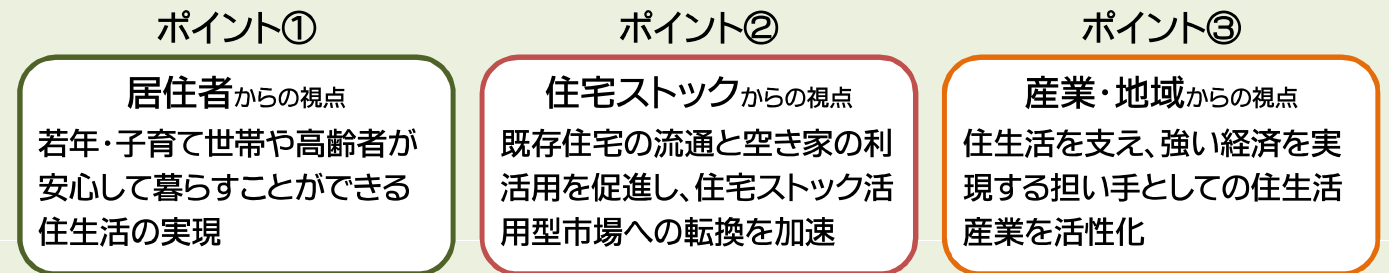 ポイント①
居住者からの視点
若年・子育て世帯や高齢者が
安心して暮らすことができる
住生活の実現
ポイント②
住宅ストックからの視点
既存住宅の流通と空き家の利
活用を促進し、住宅ストック活
用型市場への転換を加速
ポイント③
産業・地域からの視点
住生活を支え、強い経済を実
現する担い手としての住生活
産業を活性化